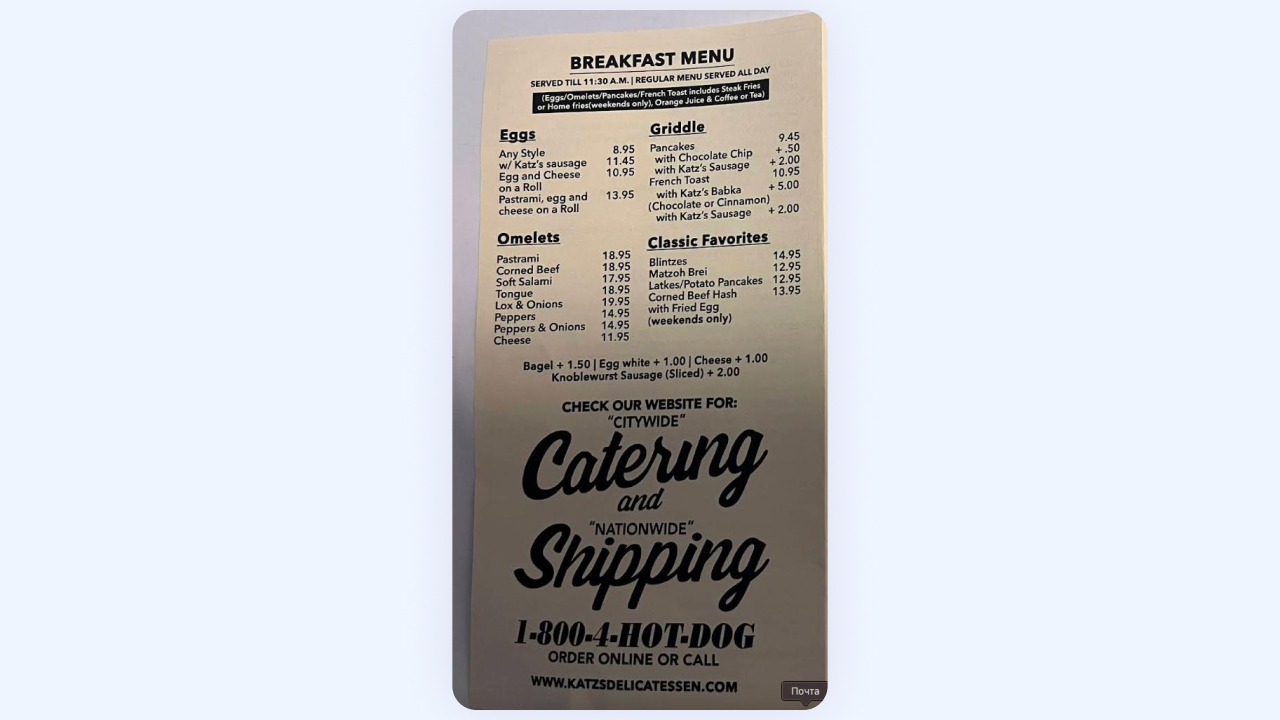 BREAKFAST MENU
SERVED TILL 11:30 A.M. | REGULAR MENU SERVED ALL DAY
(Eggs/Omelets/Pancakes/French Toast includes Steak Fries
or Home fries(weekends only), Orange Juice & Coffee or Tea)
Eggs
Any Style 8.95
w/ Katz's sausage 11.45
Egg and Cheese 10.95
on a Roll
Pastrami, egg and 13.95
cheese on a Roll
Griddle
Pancakes 9.45
with Chocolate Chip + .50
with Katz's Sausage + 2.00
French Toast 10.95
with Katz's Babka + 5.00
(Chocolate or Cinnamon)
with Katz's Sausage + 2.00
Omelets
Pastrami 18.95
Corned Beef 18.95
Soft Salami 17.95
Tongue 18.95
Lox & Onions 19.95
Peppers 14.95
Peppers & Onions 14.95
Cheese 11.95
Classic Favorites
Blintzes 14.95
Matzoh Brei 12.95
Latkes/Potato Pancakes 12.95
Corned Beef Hash 13.95
with Fried Egg
(weekends only)
Bagel + 1.50 | Egg white + 1.00 | Cheese + 1.00
Knoblewurst Sausage (Sliced) + 2.00
CHECK OUR WEBSITE FOR:
"CITYWIDE"
Catering
and
"NATIONWIDE"
Shipping
1-800-4-HOT-DOG
ORDER ONLINE OR CALL
WWW.KATZSDELICATESSEN.COM
Почта